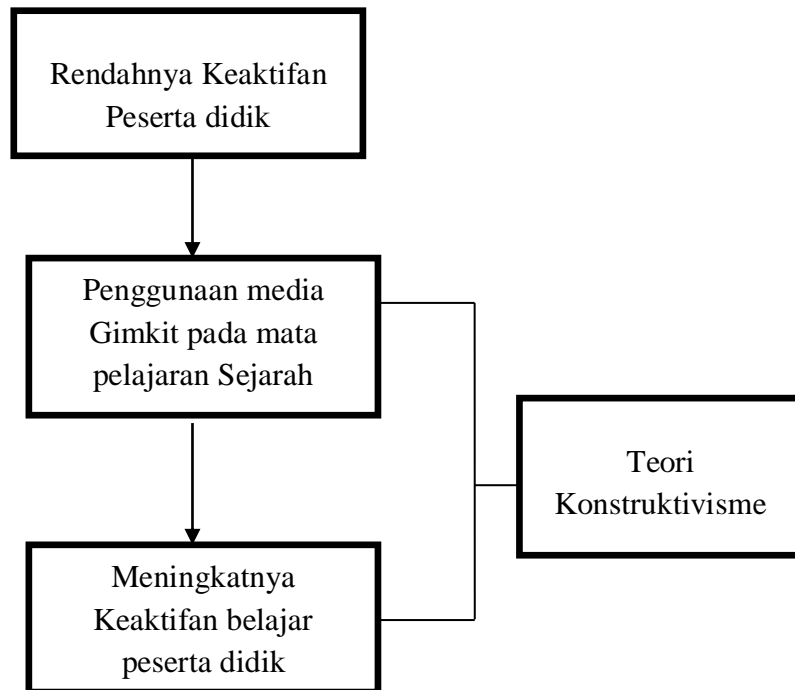 Rendahnya Keaktifan
Peserta didik
Penggunaan media
Gimkit pada mata
pelajaran Sejarah
Teori
Konstruktivisme
Meningkatnya
Keaktifan belajar
peserta didik